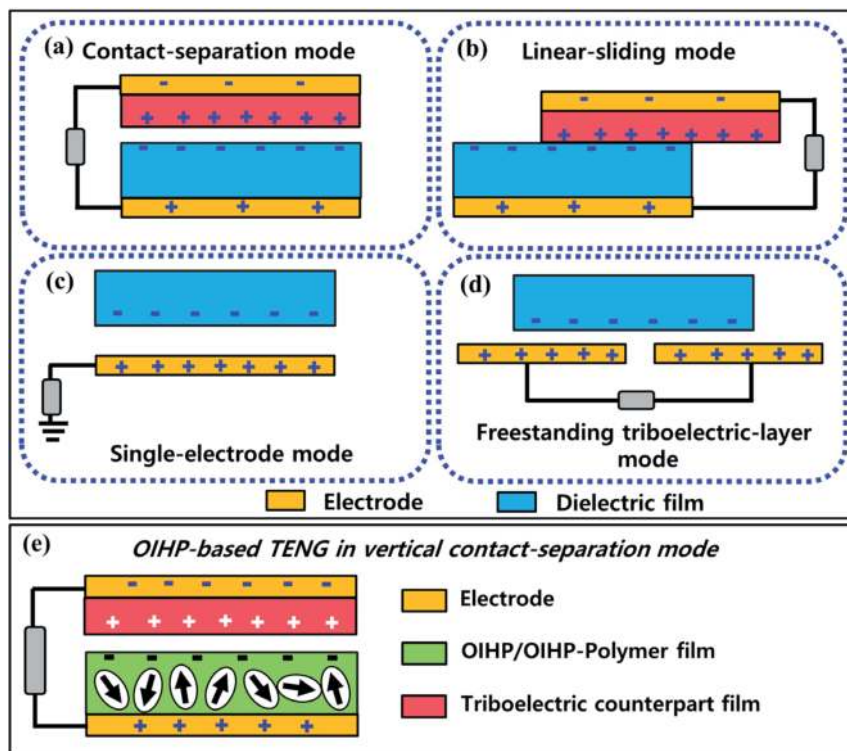 (a)
Contact-separation mode
(b)
Linear-sliding mode
(c)
Single-electrode mode
(d)
Freestanding triboelectric-layer
mode
Electrode
Dielectric film
(e)
OIHP-based TENG in vertical contact-separation mode
Electrode
OIHP/OIHP-Polymer film
Triboelectric counterpart film